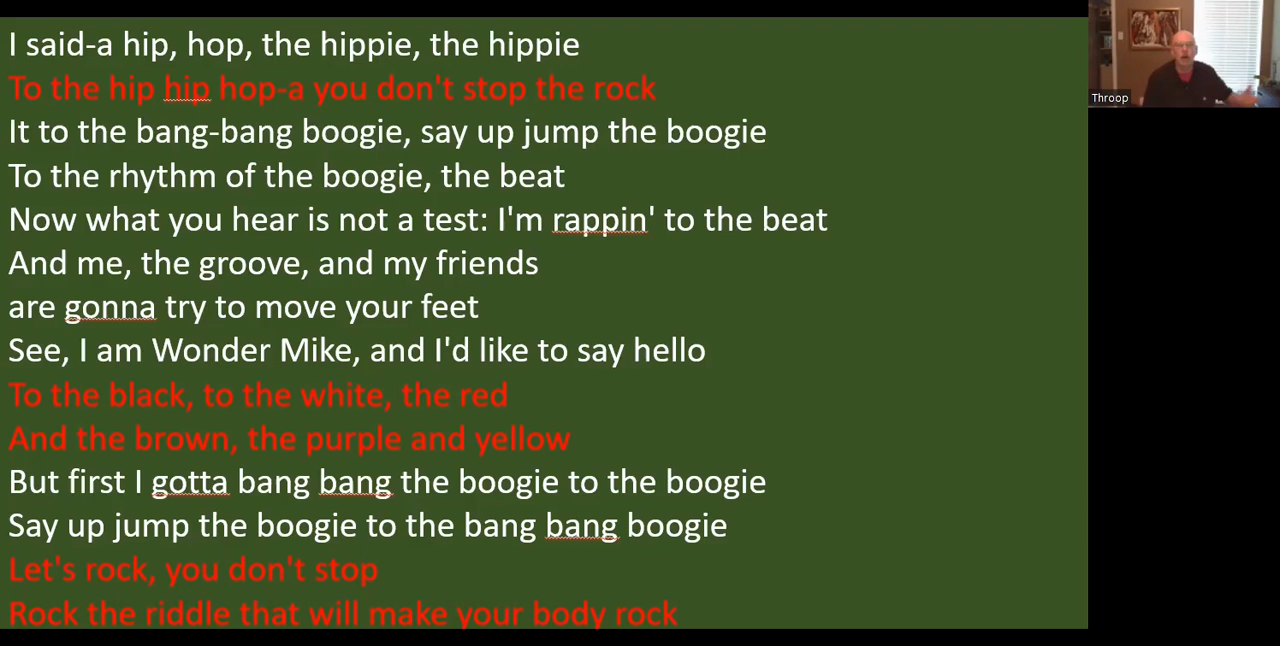 I said-a hip, hop, the hippie, the hippie
To the hip hip hop-a you don't stop the rock
It to the bang-bang boogie, say up jump the boogie
To the rhythm of the boogie, the beat
Now what you hear is not a test: I'm rappin' to the beat
And me, the groove, and my friends
are gonna try to move your feet
See, I am Wonder Mike, and I'd like to say hello
To the black, to the white, the red
And the brown, the purple and yellow
But first I gotta bang bang the boogie to the boogie
Say up jump the boogie to the bang bang boogie
Let's rock, you don't stop
Rock the riddle that will make your body rock
Throop